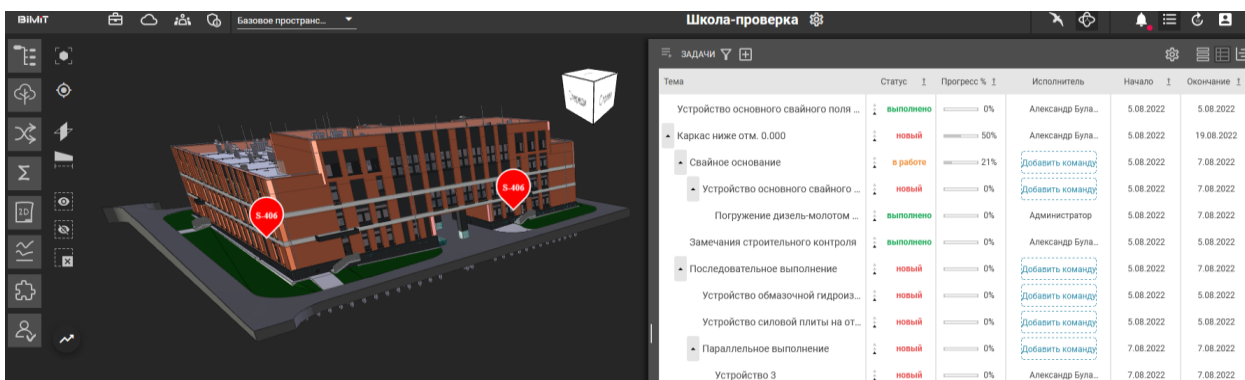 BiMiT
Базовое пространс...
Школа-проверка
2D
S-406
S-406
ЗАДАЧИ
Тема Статус Прогресс % Исполнитель Начало Окончание
Устройство основного свайного поля ... выполнено 0% Александр Була... 5.08.2022 5.08.2022
Каркас ниже отм. 0.000 новый 50% Александр Була... 5.08.2022 19.08.2022
Свайное основание в работе 21% Добавить команду 5.08.2022 7.08.2022
Устройство основного свайного ... новый 0% Добавить команду 5.08.2022 7.08.2022
Погружение дизель-молотом ... выполнено 0% Администратор 5.08.2022 7.08.2022
Замечания строительного контроля выполнено 0% Александр Була... 5.08.2022 7.08.2022
Последовательное выполнение новый 0% Добавить команду 5.08.2022 7.08.2022
Устройство обмазочной гидроиз... новый 0% Добавить команду 5.08.2022 7.08.2022
Устройство силовой плиты на от... новый 0% Добавить команду 5.08.2022 7.08.2022
Параллельное выполнение новый 0% Добавить команду 7.08.2022 7.08.2022
Устройство 3 новый 0% Александр Була... 7.08.2022 7.08.2022